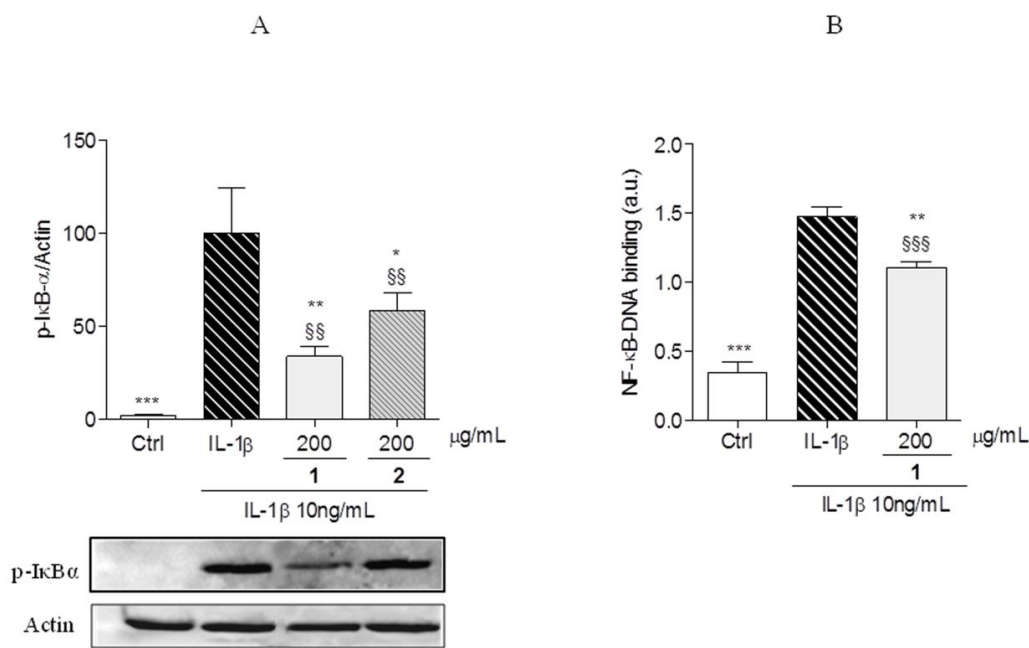 A
B
p-IκB-α/Actin
150
100
50
0
***
**
§§
*
§§
Ctrl
IL-1β
200
200
μg/mL
1
2
IL-1β 10ng/mL
p-IκBα
Actin
NF-κB-DNA binding (a.u.)
2.0
1.5
1.0
0.5
0.0
***
**
§§§
Ctrl
IL-1β
200
μg/mL
1
IL-1β 10ng/mL